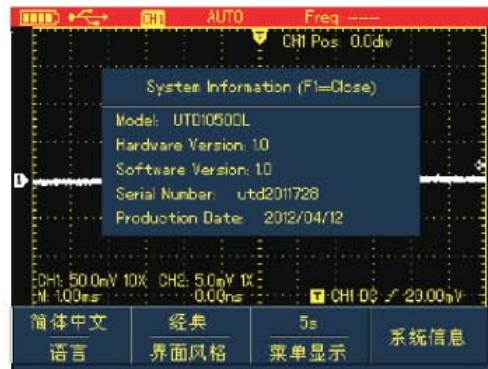 CH1 AUTO Freq: ----
CH1 Pos: 0.0div
System Information (F1=Close)
Model: UTD1050DL
Hardware Version: 1.0
Software Version: 1.0
Serial Number: utd2011728
Production Date: 2012/04/12
CH1: 50.0mV 10X CH2: 5.0mV 1X
M: 1.00ms 0.00ns T CH1-DC 20.00mV
简体中文 经典 5s 系统信息
语言 界面风格 菜单显示